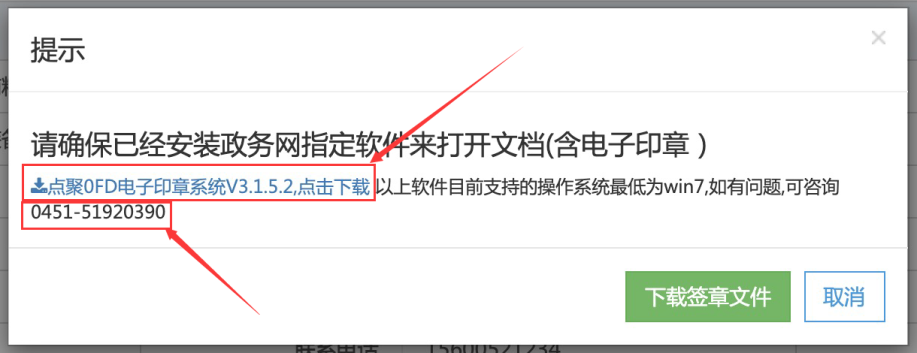 提示
×
请确保已经安装政务网指定软件来打开文档(含电子印章 )
点聚0FD电子印章系统V3.1.5.2,点击下载 以上软件目前支持的操作系统最低为win7,如有问题,可咨询
0451-51920390
下载签章文件 取消